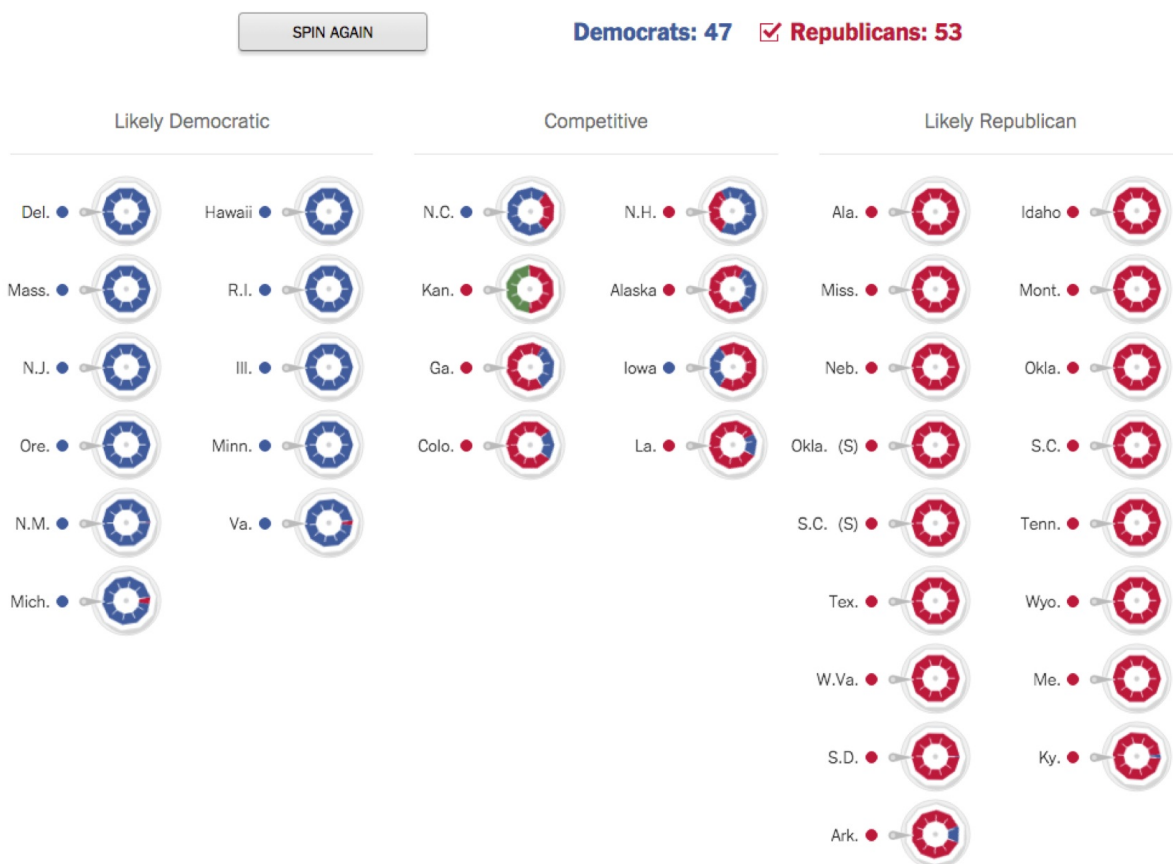 SPIN AGAIN
Democrats: 47 Republicans: 53
Likely Democratic
Competitive
Likely Republican
Del.
Hawaii
N.C.
N.H.
Ala.
Idaho
Mass.
R.I.
Kan.
Alaska
Miss.
Mont.
N.J.
Ill.
Ga.
Iowa
Neb.
Okla.
Ore.
Minn.
Colo.
La.
Okla. (S)
S.C.
N.M.
Va.
S.C. (S)
Tenn.
Mich.
Tex.
Wyo.
W.Va.
Me.
S.D.
Ky.
Ark.